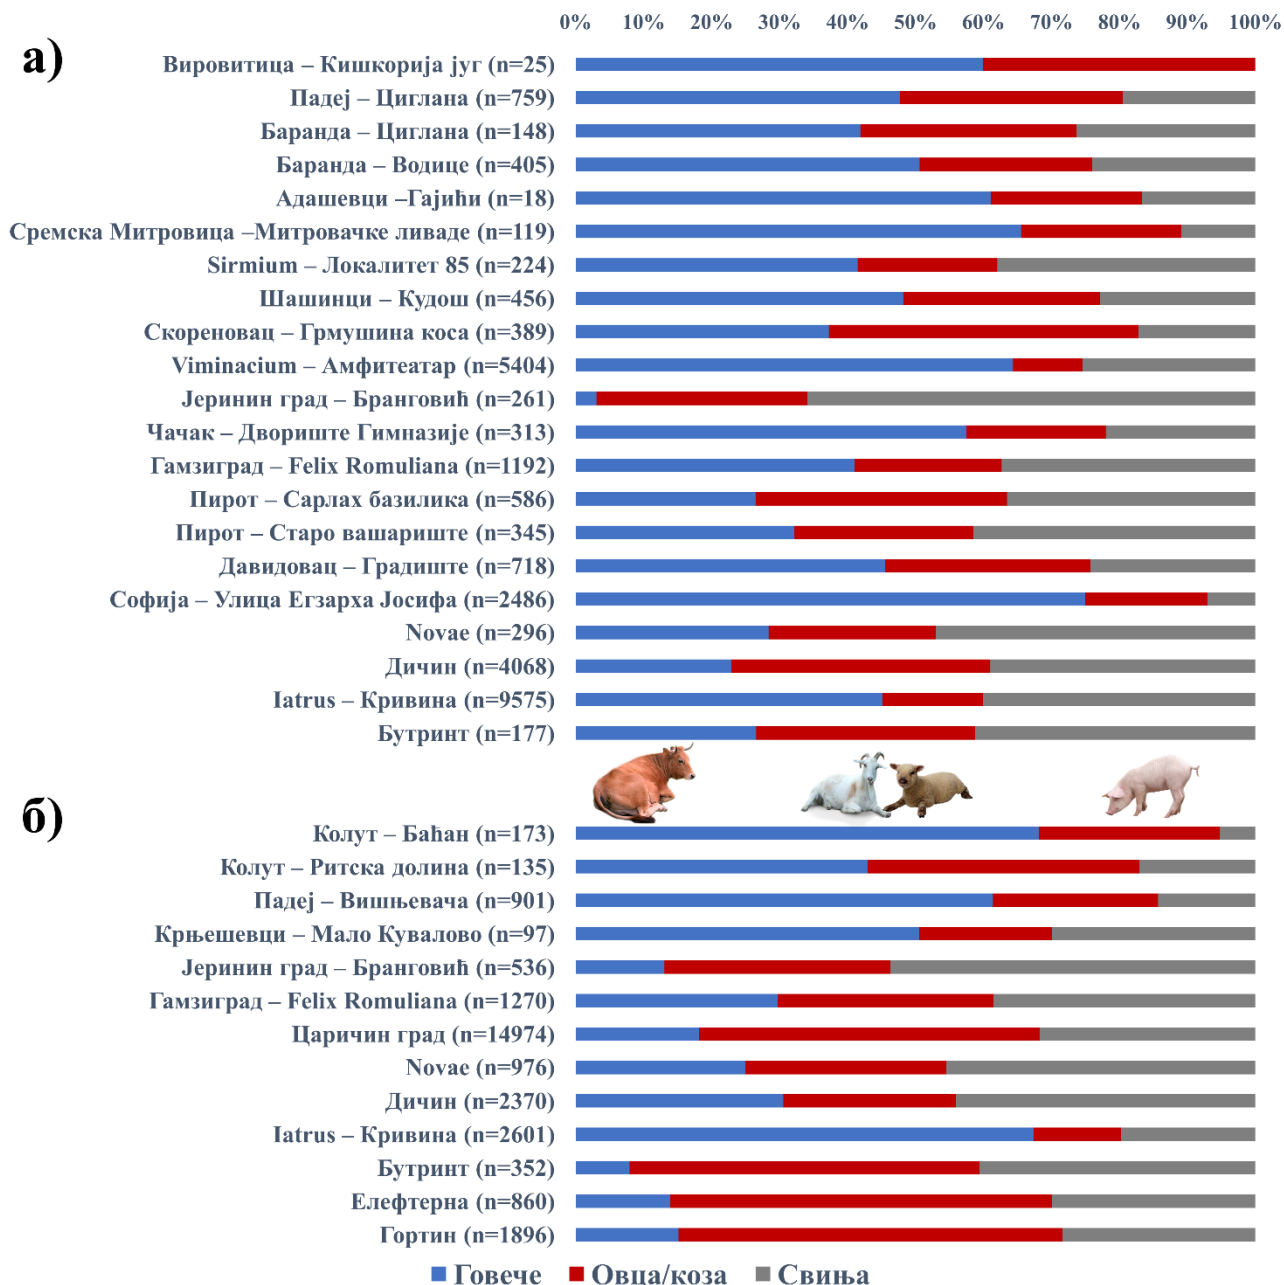 0% 10% 20% 30% 40% 50% 60% 70% 80% 90% 100%
а)
Вировитица – Кишкорија југ (n=25)
Падеј – Циглана (n=759)
Баранда – Циглана (n=148)
Баранда – Водице (n=405)
Адашевци –Гајићи (n=18)
Сремска Митровица –Митровачке ливаде (n=119)
Sirmium – Локалитет 85 (n=224)
Шашинци – Кудош (n=456)
Скореновац – Грмушина коса (n=389)
Viminacium – Амфитеатар (n=5404)
Јеринин град – Бранговић (n=261)
Чачак – Двориште Гимназије (n=313)
Гамзиград – Felix Romuliana (n=1192)
Пирот – Сарлах базилика (n=586)
Пирот – Старо вашариште (n=345)
Давидовац – Градиште (n=718)
Софија – Улица Егзарха Јосифа (n=2486)
Novae (n=296)
Дичин (n=4068)
Iatrus – Кривина (n=9575)
Бутринт (n=177)
б)
Колут – Баћан (n=173)
Колут – Ритска долина (n=135)
Падеј – Вишњевача (n=901)
Крњешевци – Мало Кувалово (n=97)
Јеринин град – Бранговић (n=536)
Гамзиград – Felix Romuliana (n=1270)
Царичин град (n=14974)
Novae (n=976)
Дичин (n=2370)
Iatrus – Кривина (n=2601)
Бутринт (n=352)
Елефтерна (n=860)
Гортин (n=1896)
Говече Овца/коза Свиња